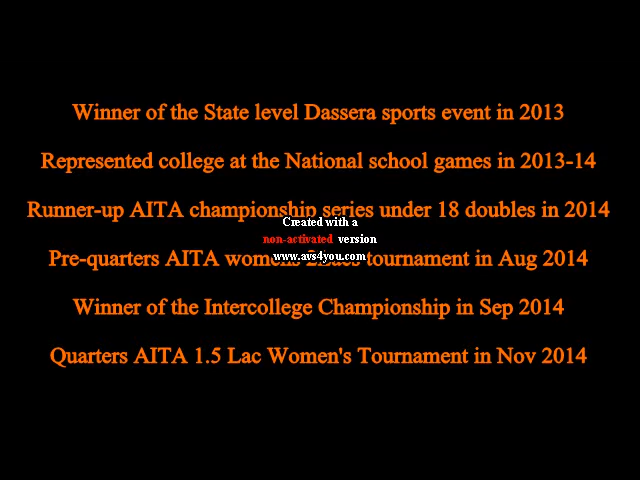 Winner of the State level Dassera sports event in 2013
Represented college at the National school games in 2013-14
Runner-up AITA championship series under 18 doubles in 2014
Created with a
non-activated version
www.avs4you.com
Pre-quarters AITA womens tournament in Aug 2014
Winner of the Intercollege Championship in Sep 2014
Quarters AITA 1.5 Lac Women's Tournament in Nov 2014